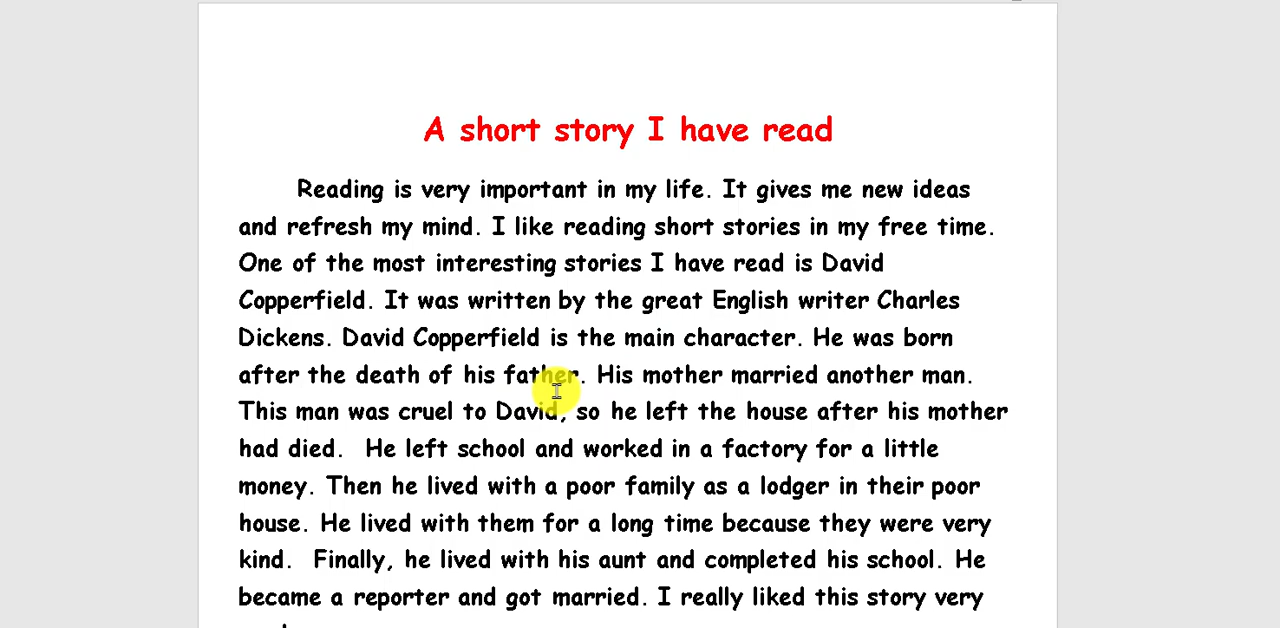 A short story I have read
Reading is very important in my life. It gives me new ideas
and refresh my mind. I like reading short stories in my free time.
One of the most interesting stories I have read is David
Copperfield. It was written by the great English writer Charles
Dickens. David Copperfield is the main character. He was born
after the death of his father. His mother married another man.
This man was cruel to David, so he left the house after his mother
had died.  He left school and worked in a factory for a little
money. Then he lived with a poor family as a lodger in their poor
house. He lived with them for a long time because they were very
kind.  Finally, he lived with his aunt and completed his school. He
became a reporter and got married. I really liked this story very